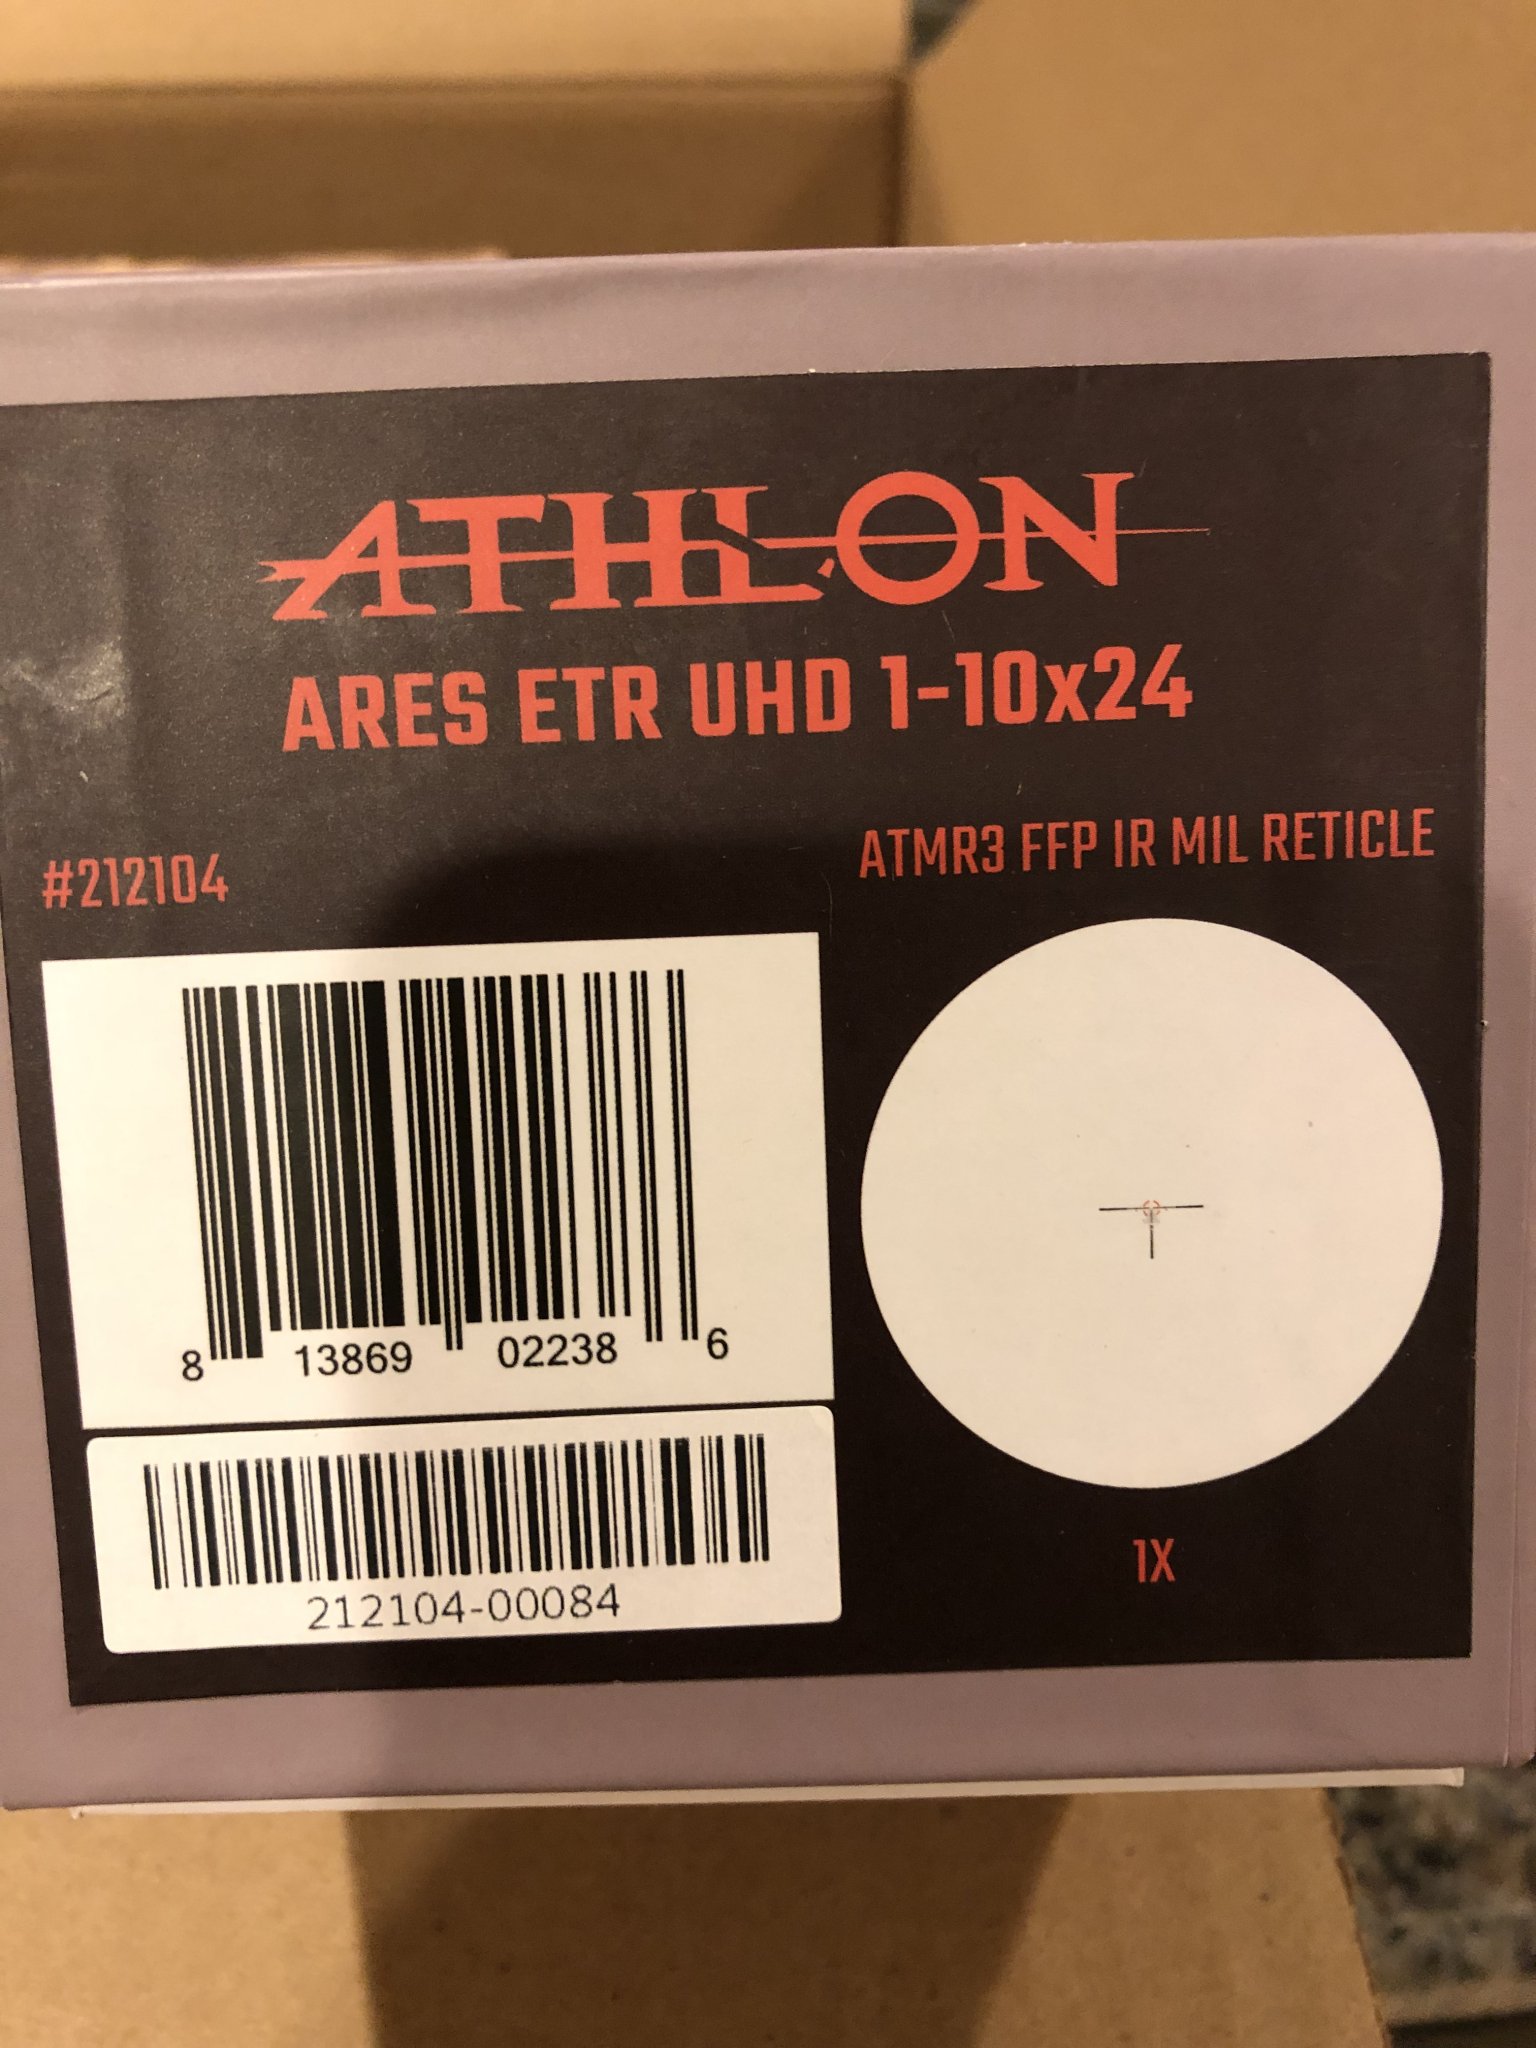 ATHLON
ARES ETR UHD 1-10x24
#212104
ATMR3 FFP IR MIL RETICLE
8 13869 02238 6
212104-00084
1X